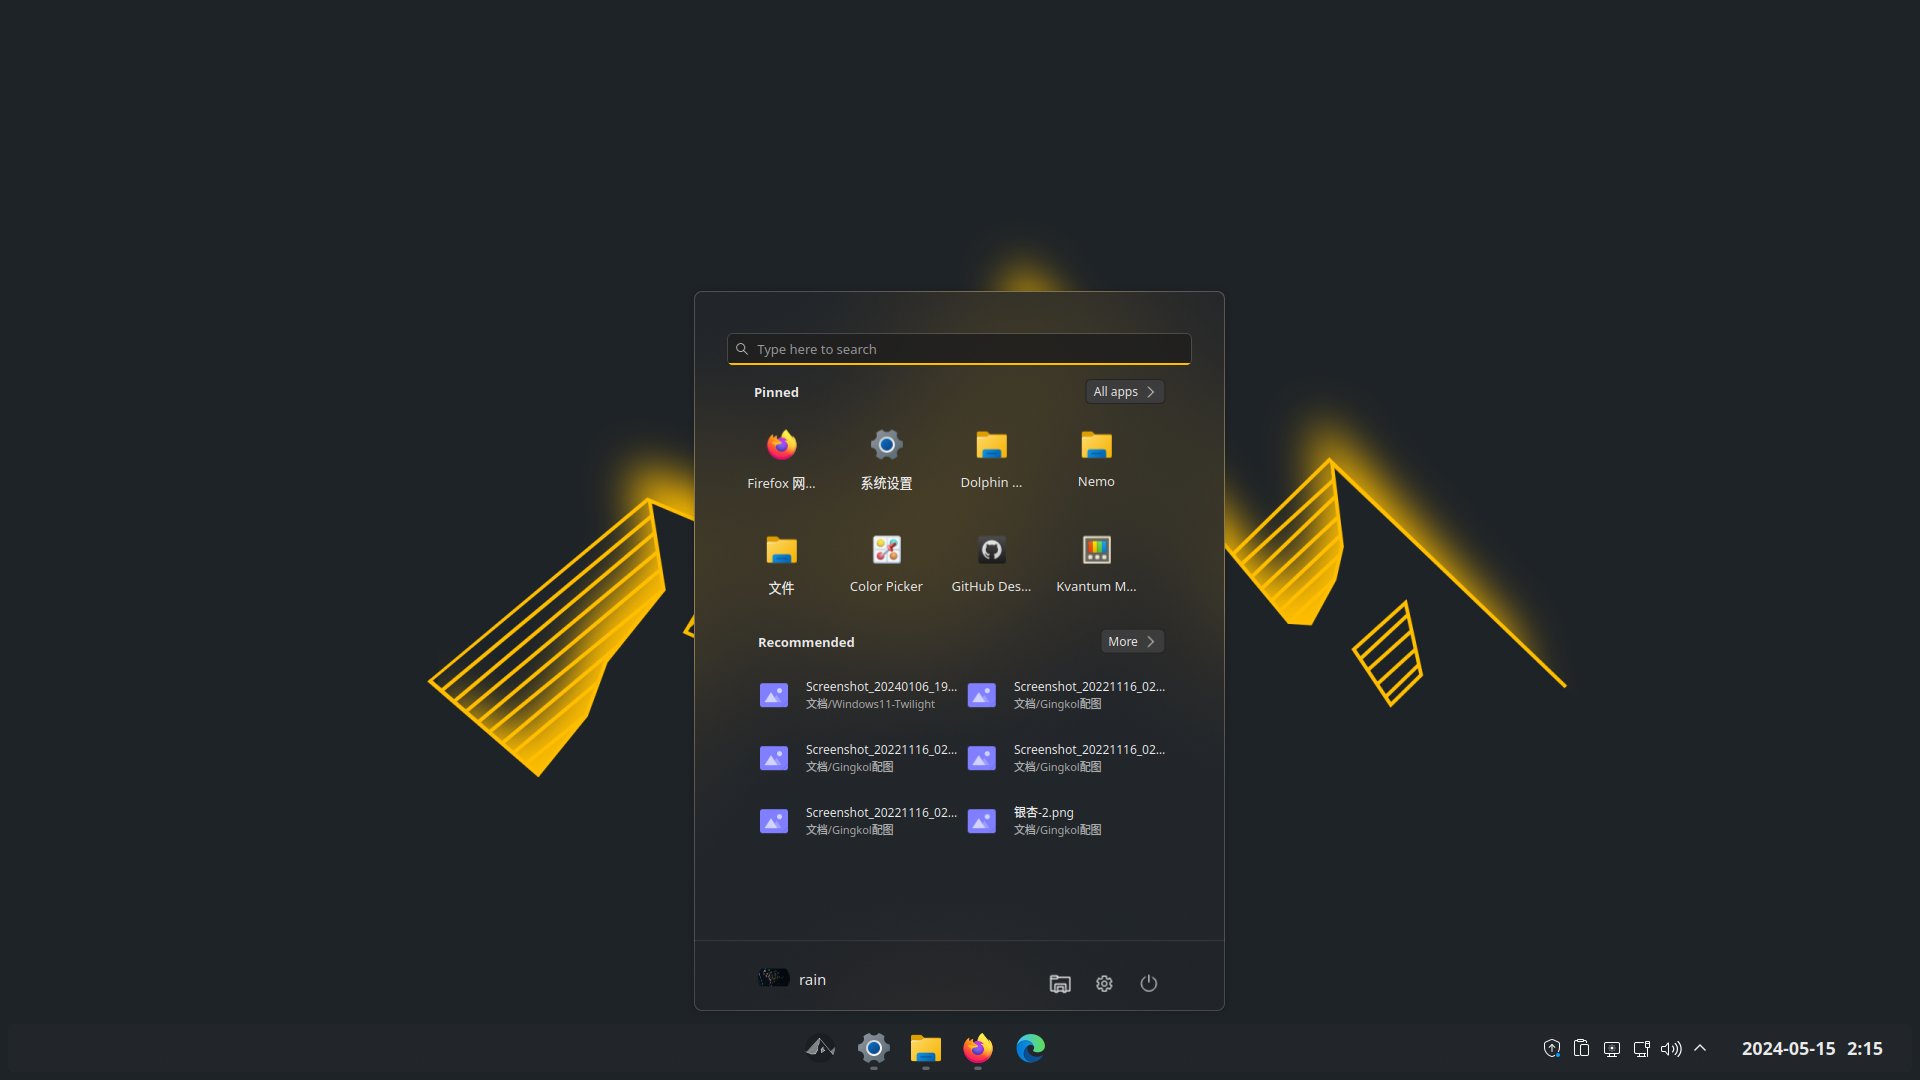 Type here to search
Pinned
All apps
Firefox 网...
系统设置
Dolphin ...
Nemo
文件
Color Picker
GitHub Des...
Kvantum M...
Recommended
More
Screenshot_20240106_19...
文档/Windows11-Twilight
Screenshot_20221116_02...
文档/Gingkol配图
Screenshot_20221116_02...
文档/Gingkol配图
Screenshot_20221116_02...
文档/Gingkol配图
Screenshot_20221116_02...
文档/Gingkol配图
银杏-2.png
文档/Gingkol配图
rain
2024-05-15 2:15